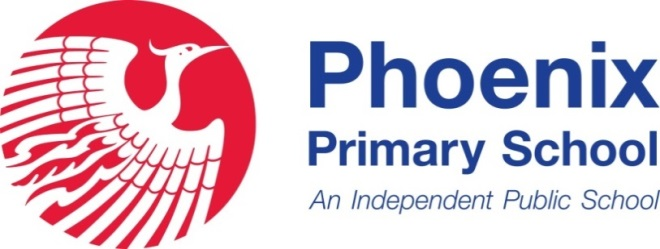 Phoenix
Primary School
An Independent Public School